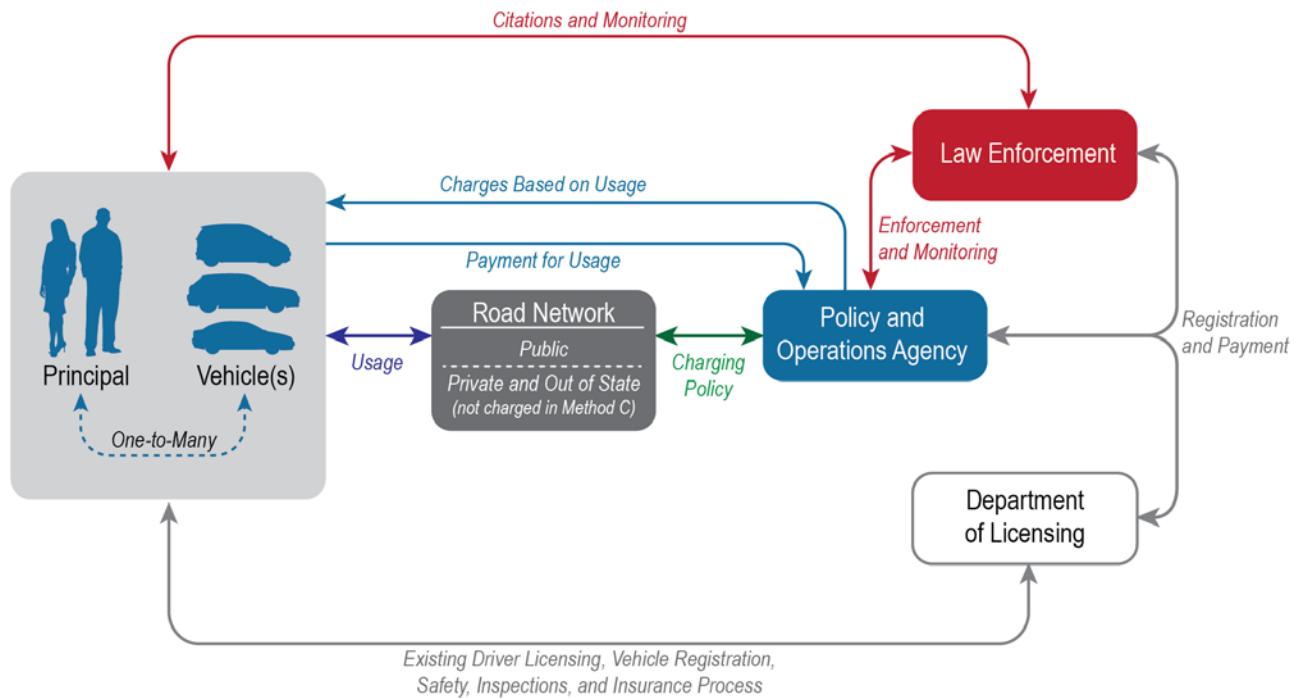 Citations and Monitoring
Law Enforcement
Charges Based on Usage
Enforcement
and Monitoring
Payment for Usage
Principal
Vehicle(s)
One-to-Many
Usage
Road Network
Public
Private and Out of State
(not charged in Method C)
Charging
Policy
Policy and
Operations Agency
Registration
and Payment
Department
of Licensing
Existing Driver Licensing, Vehicle Registration,
Safety, Inspections, and Insurance Process